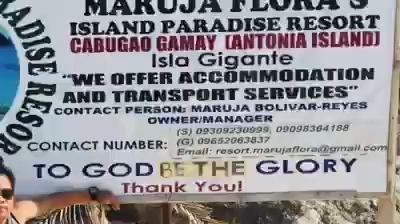 MARUJA FLORA'S
ISLAND PARADISE RESORT
CABUGAO GAMAY (ANTONIA ISLAND)
Isla Gigante
"WE OFFER ACCOMMODATION
AND TRANSPORT SERVICES"
CONTACT PERSON: MARUJA BOLIVAR-REYES
OWNER/MANAGER
(S) 09309230999, 09098364188
CONTACT NUMBER: (G) 09652063837
Email: resort.marujaflora@gmail.com
TO GOD BE THE GLORY
Thank You!
PARADISE RESOR